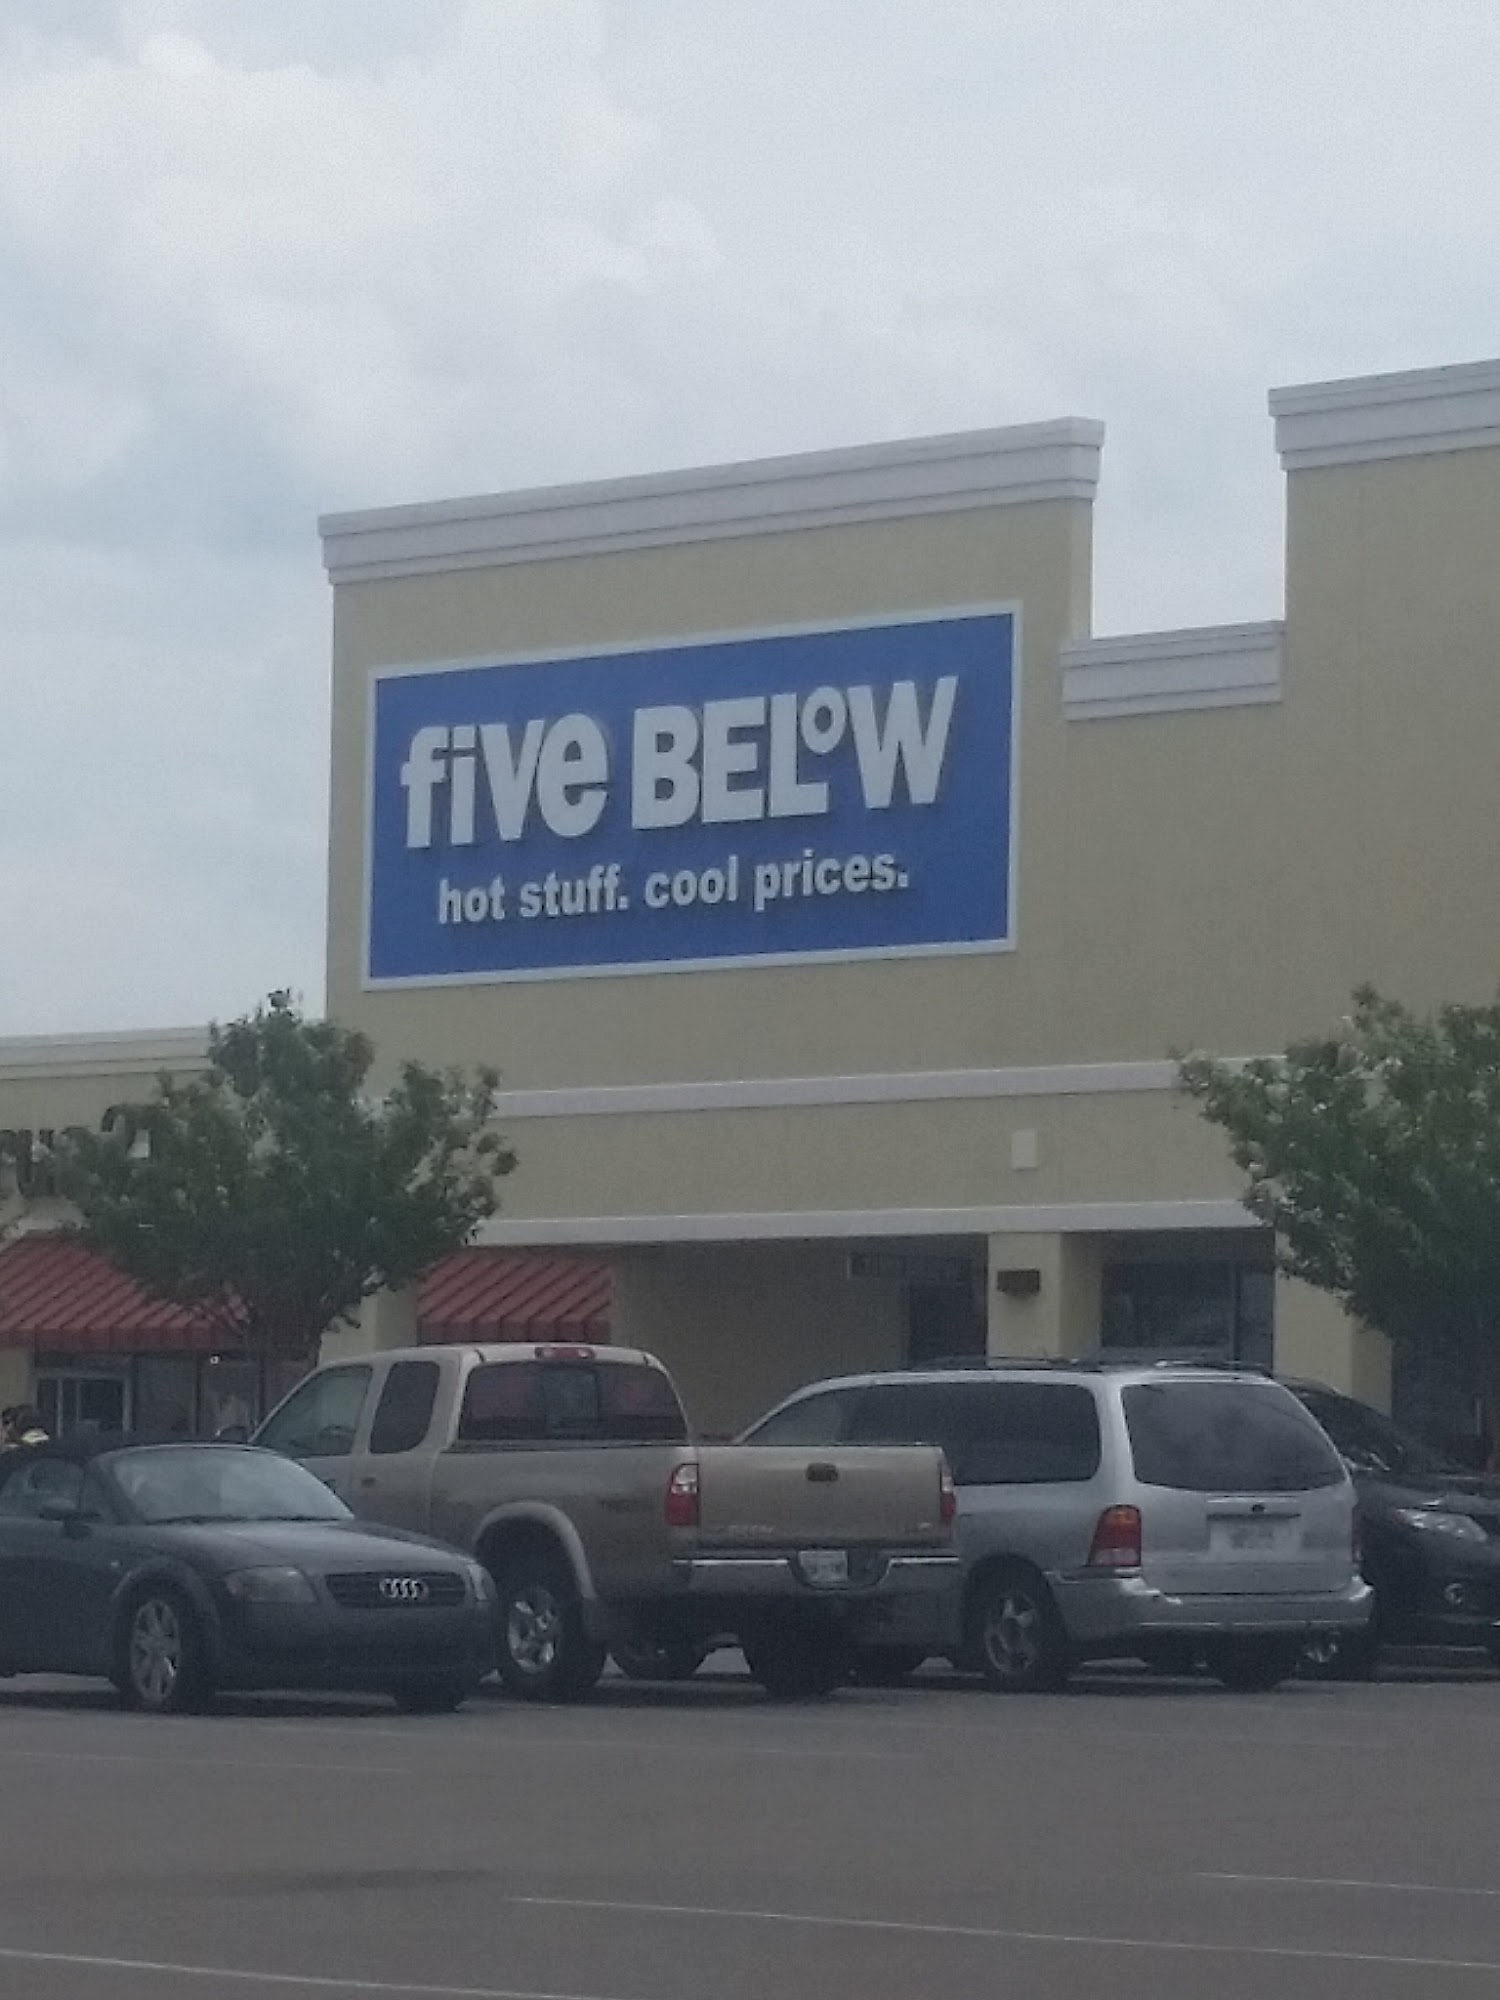 five BELOW
hot stuff. cool prices.